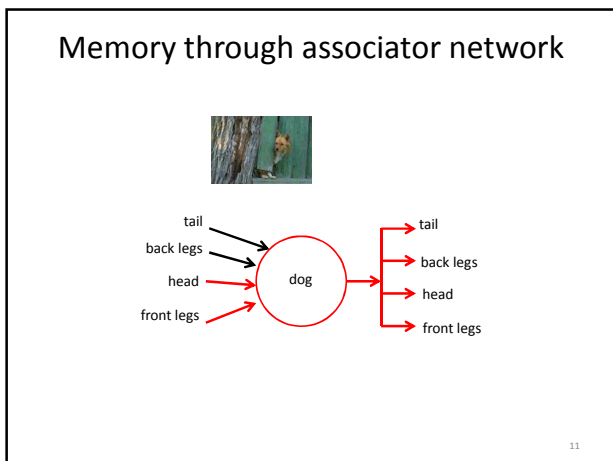 Memory through associator network
tail
back legs
head
front legs
dog
tail
back legs
head
front legs
11